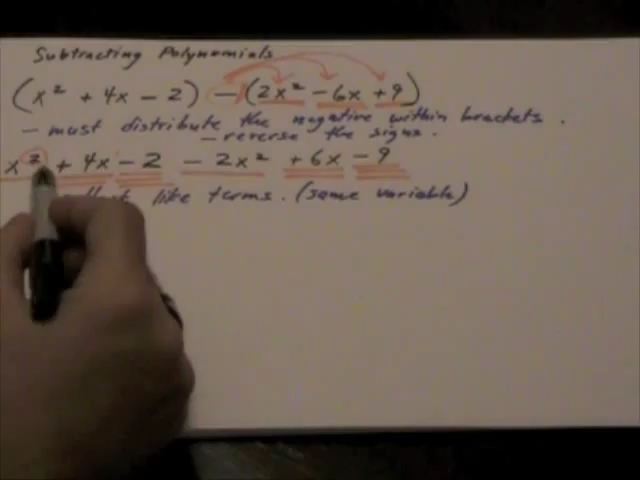 Subtracting Polynomials
(x² + 4x - 2) - 1(2x² - 6x + 9)
- must distribute the negative within brackets.
- reverse the signs.
x² + 4x - 2 - 2x² + 6x - 9
like terms. (same variable)